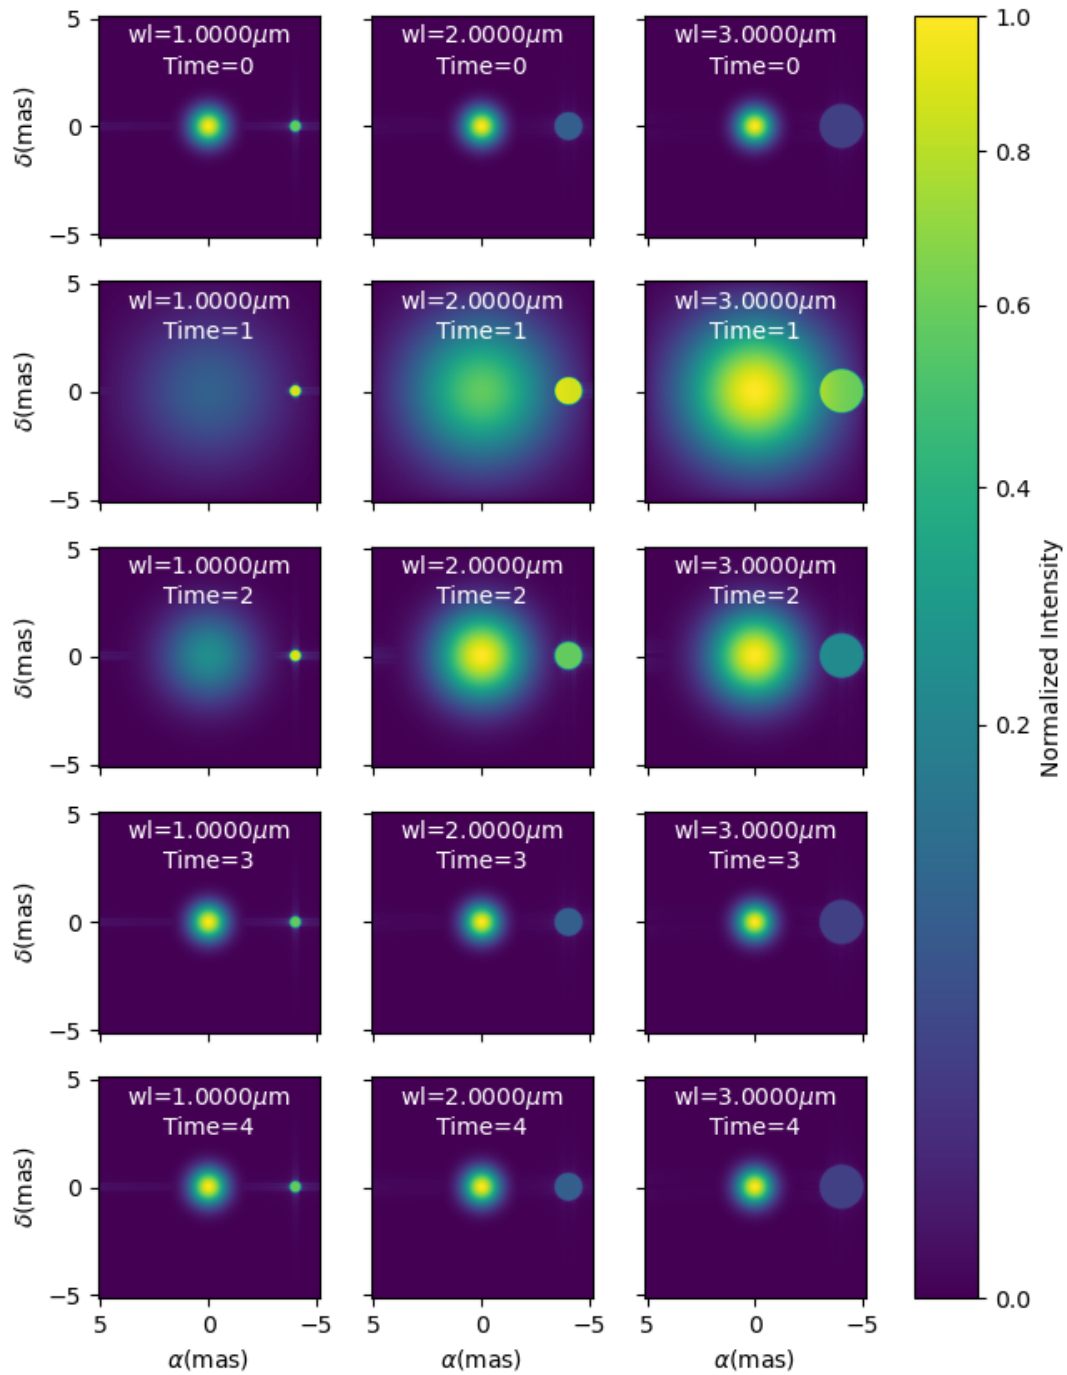 5
0
-5
δ(mas)
wl=1.0000μm
Time=0
wl=2.0000μm
Time=0
wl=3.0000μm
Time=0
5
0
−5
δ(mas)
wl=1.0000μm
Time=1
wl=2.0000μm
Time=1
wl=3.0000μm
Time=1
5
0
−5
δ(mas)
wl=1.0000μm
Time=2
wl=2.0000μm
Time=2
wl=3.0000μm
Time=2
5
0
−5
δ(mas)
wl=1.0000μm
Time=3
wl=2.0000μm
Time=3
wl=3.0000μm
Time=3
5
0
−5
δ(mas)
wl=1.0000μm
Time=4
wl=2.0000μm
Time=4
wl=3.0000μm
Time=4
5 0 −5
α(mas)
5 0 −5
α(mas)
5 0 −5
α(mas)
1.0
0.8
0.6
0.4
0.2
0.0
Normalized Intensity